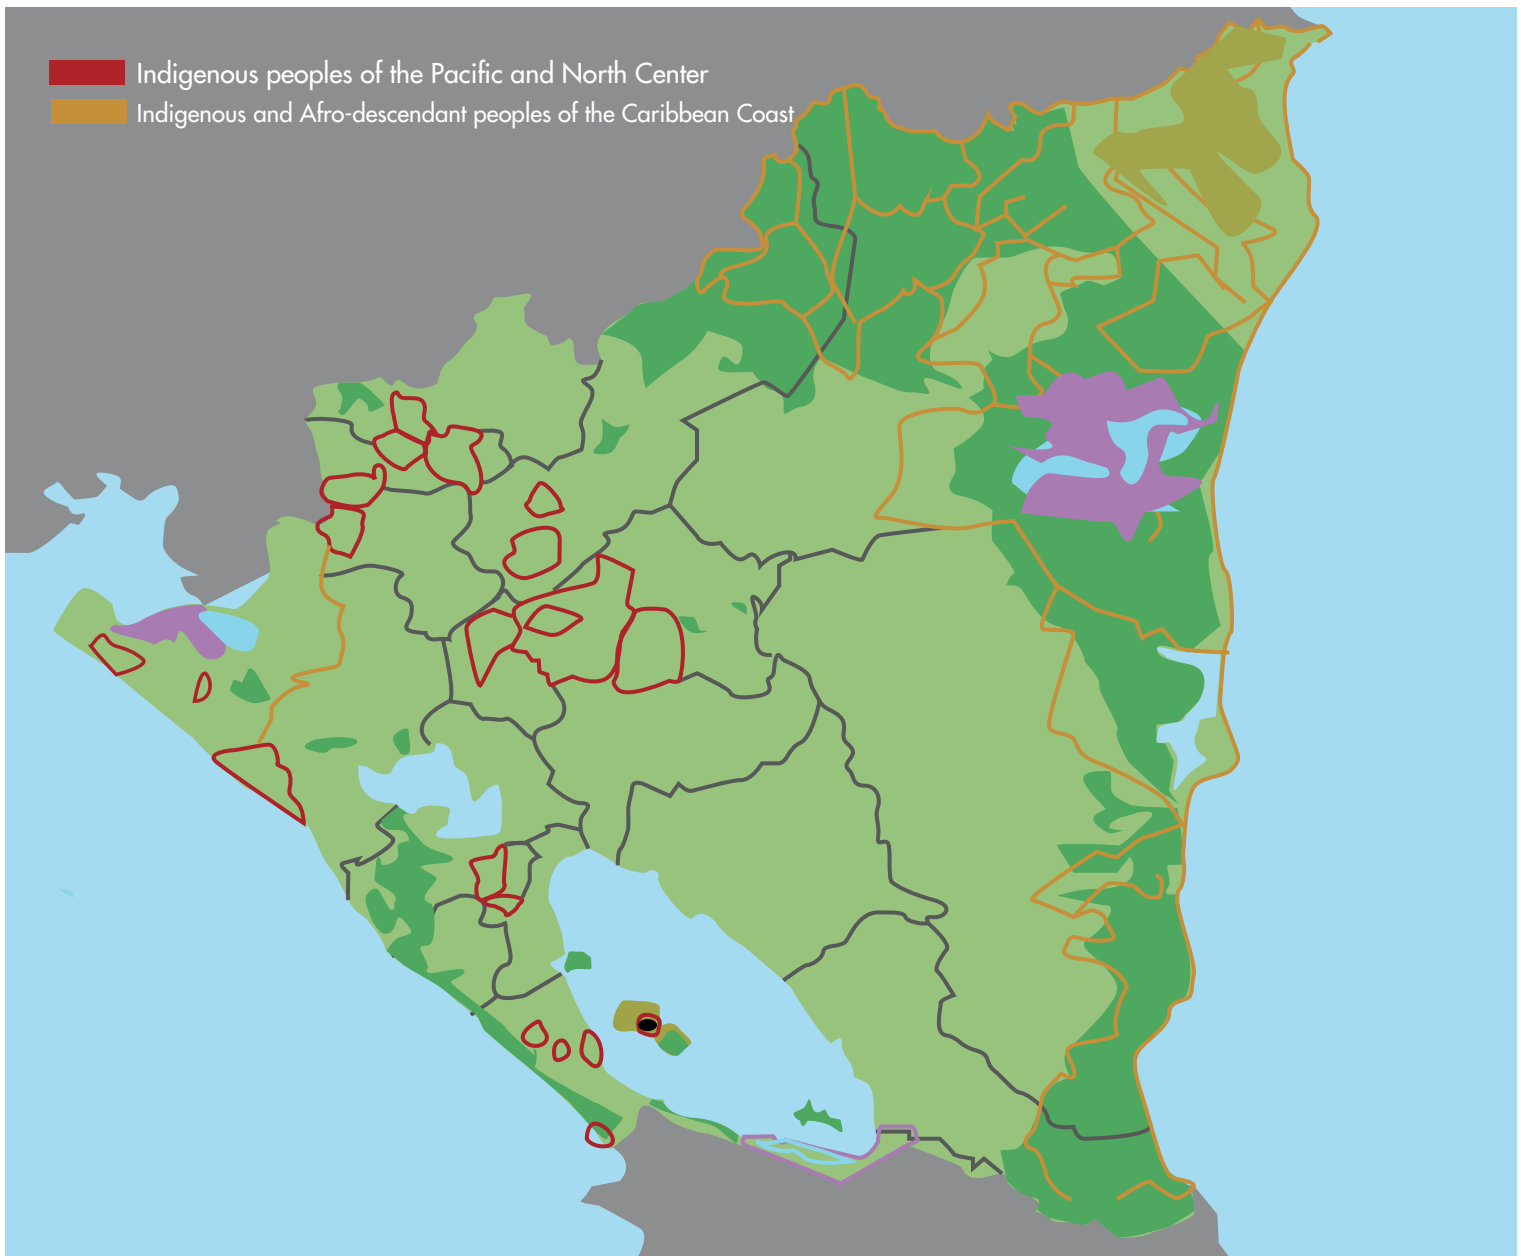 Indigenous peoples of the Pacific and North Center
Indigenous and Afro-descendant peoples of the Caribbean Coast